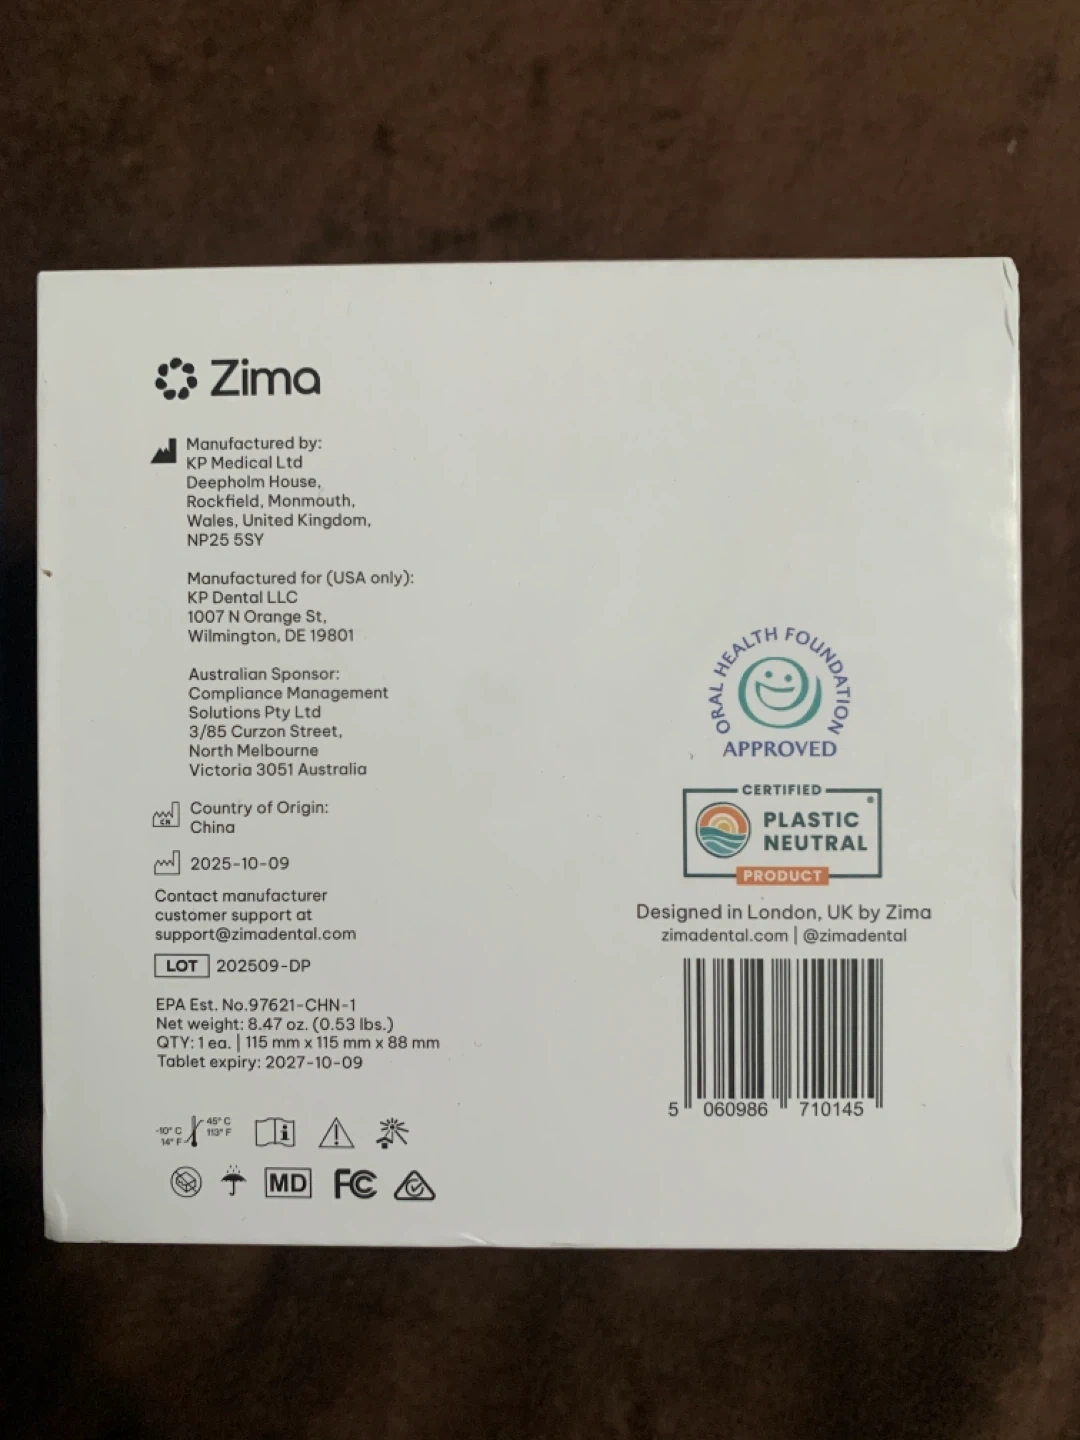 Zima
Manufactured by:
KP Medical Ltd
Deepholm House,
Rockfield, Monmouth,
Wales, United Kingdom,
NP25 5SY
Manufactured for (USA only):
KP Dental LLC
1007 N Orange St,
Wilmington, DE 19801
Australian Sponsor:
Compliance Management
Solutions Pty Ltd
3/85 Curzon Street,
North Melbourne
Victoria 3051 Australia
CN
Country of Origin:
China
2025-10-09
Contact manufacturer
customer support at
support@zimadental.com
LOT 202509-DP
EPA Est. No.97621-CHN-1
Net weight: 8.47 oz. (0.53 lbs.)
QTY: 1 ea. | 115 mm x 115 mm x 88 mm
Tablet expiry: 2027-10-09
-10° C 45° C
14° F 113° F
MD FC
ORAL HEALTH FOUNDATION
APPROVED
CERTIFIED
PLASTIC
NEUTRAL
PRODUCT
Designed in London, UK by Zima
zimadental.com | @zimadental
5 060986 710145